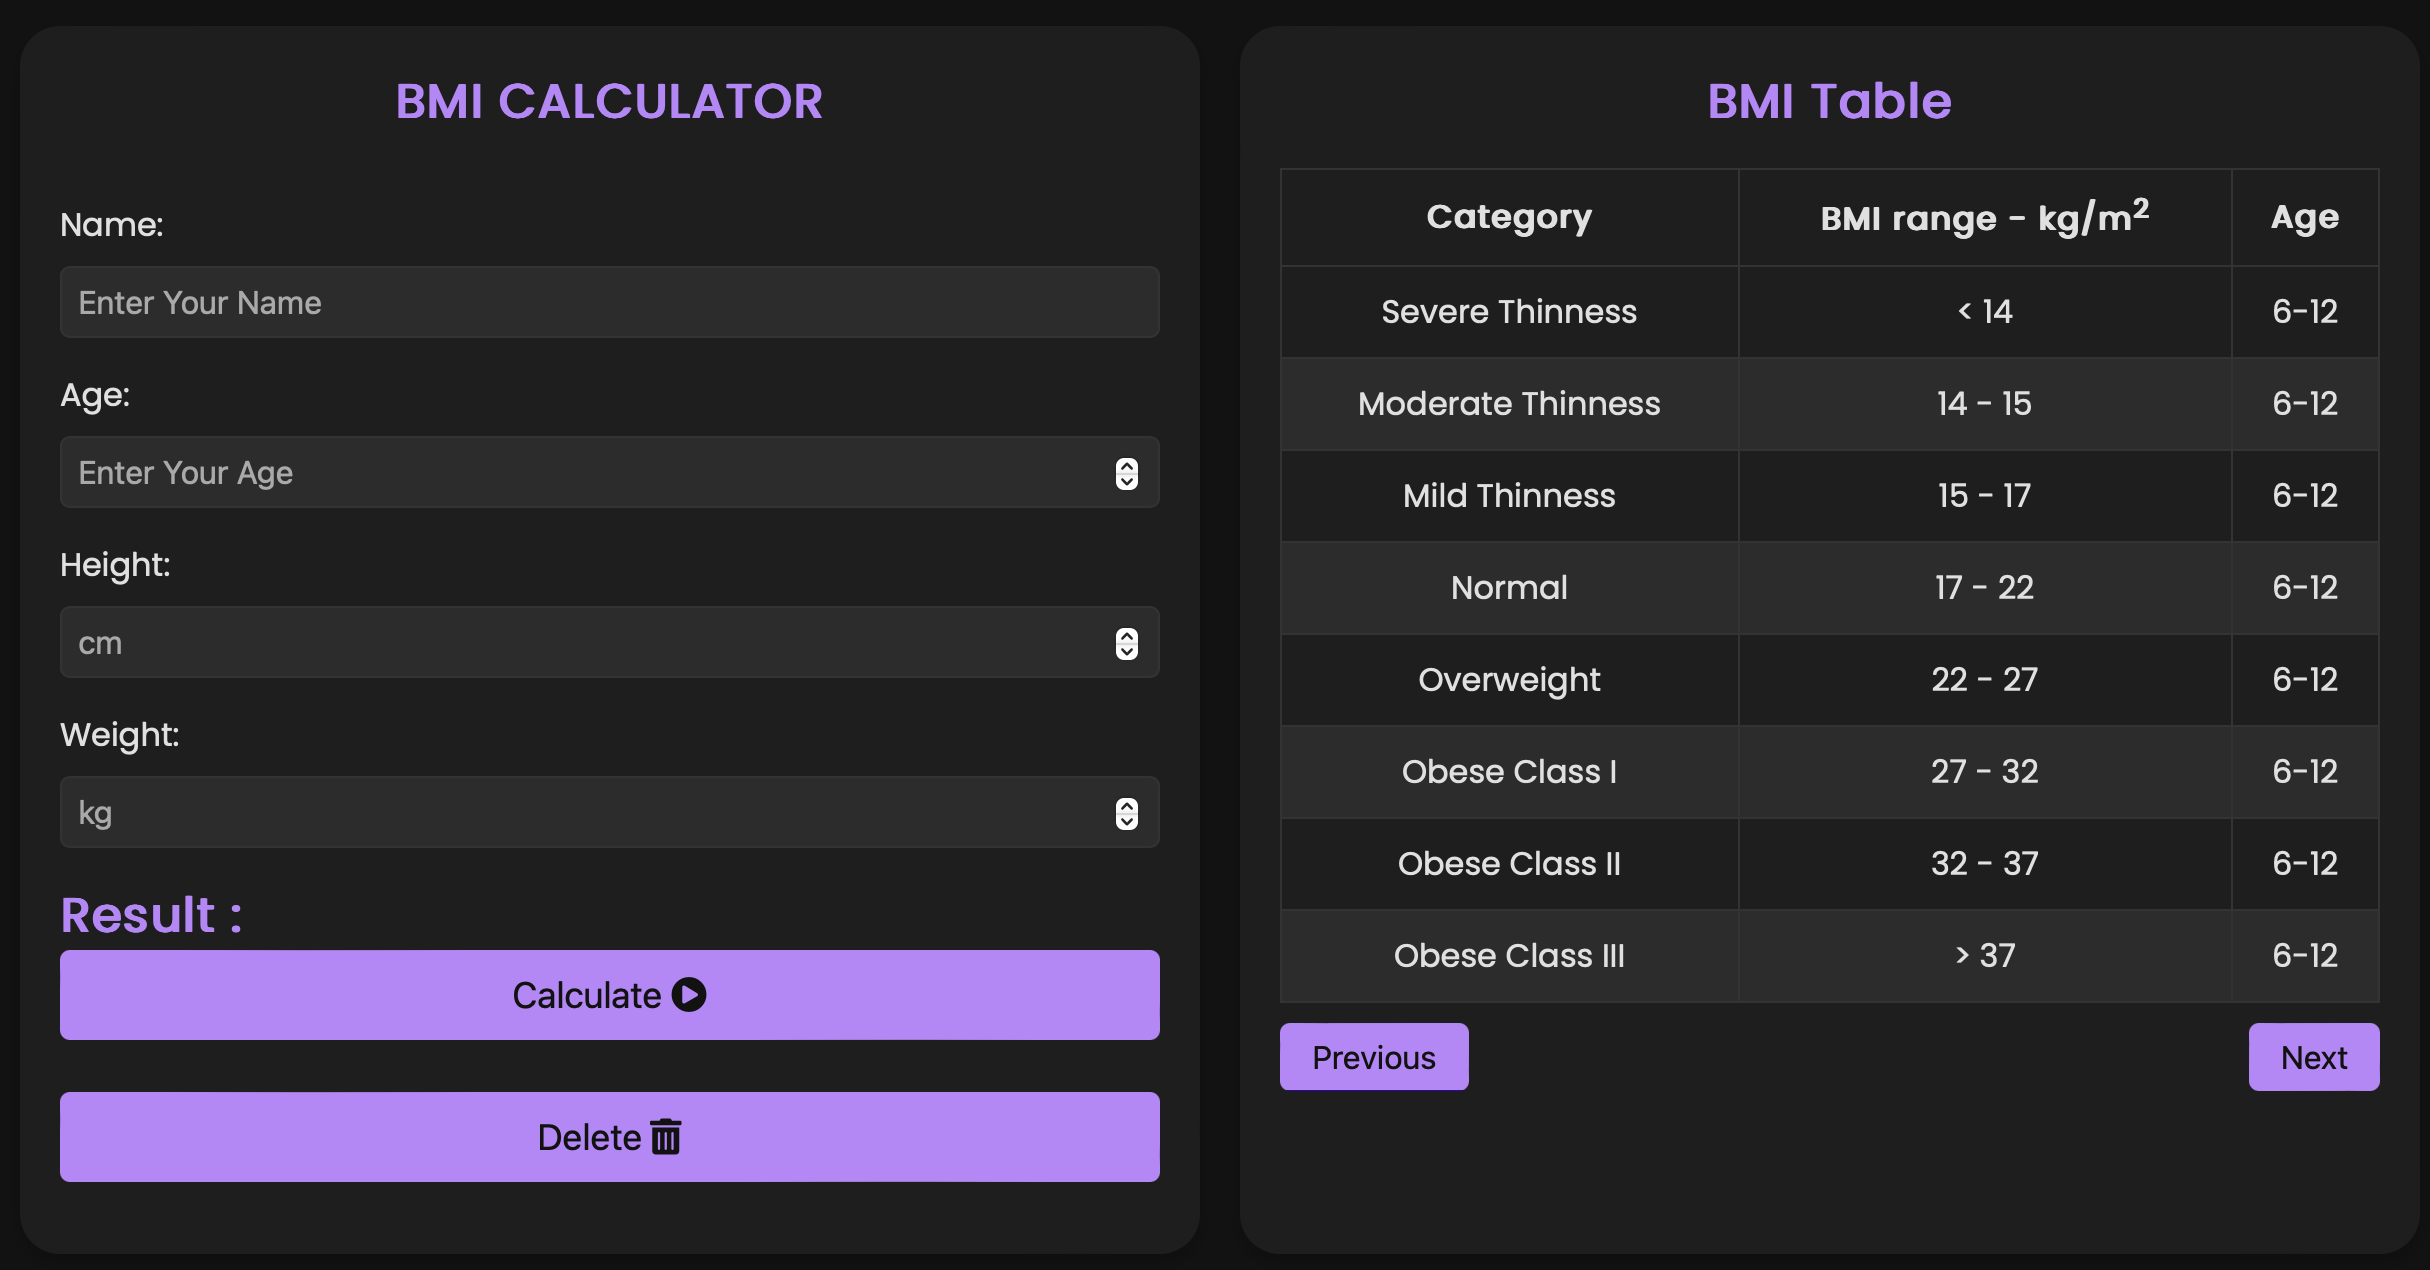 BMI CALCULATOR
Name:
Enter Your Name
Age:
Enter Your Age
Height:
cm
Weight:
kg
Result :
Calculate
Delete
BMI Table
Category BMI range - kg/m²  Age
Severe Thinness < 14 6-12
Moderate Thinness 14 - 15 6-12
Mild Thinness 15 - 17 6-12
Normal 17 - 22 6-12
Overweight 22 - 27 6-12
Obese Class I 27 - 32 6-12
Obese Class II 32 - 37 6-12
Obese Class III > 37 6-12
Previous Next